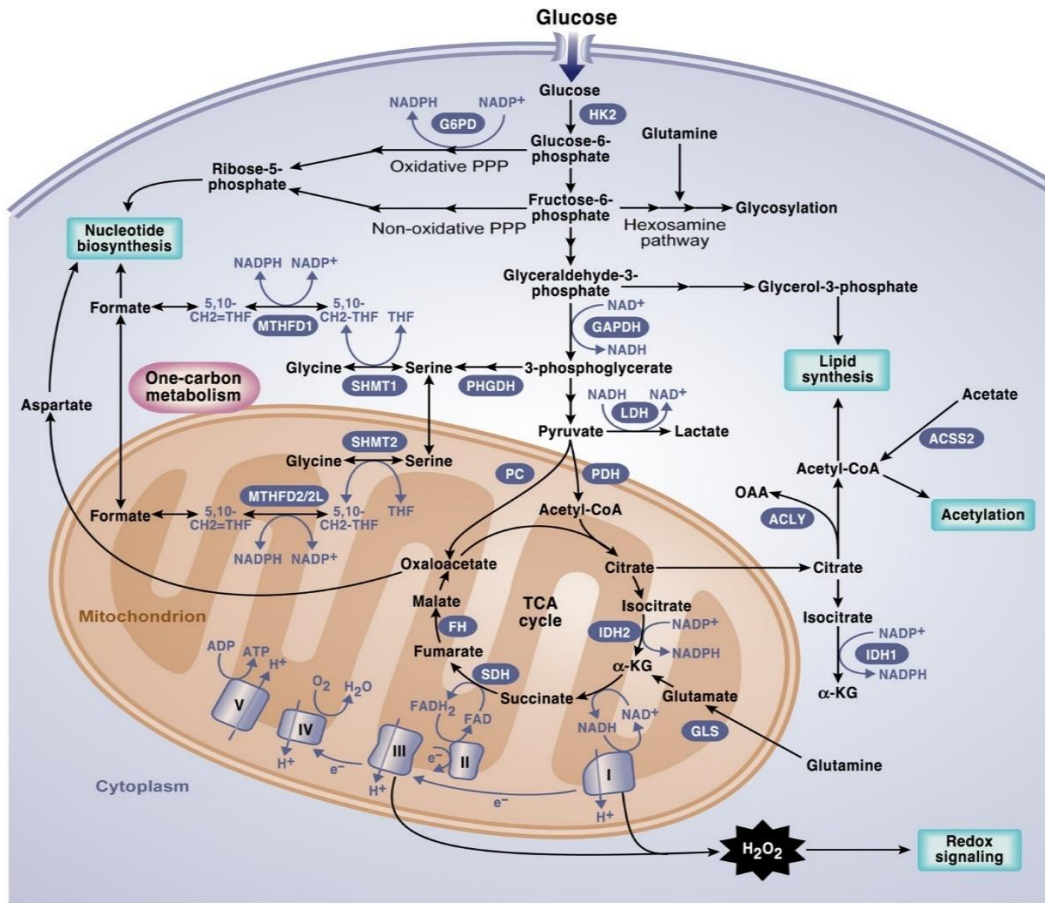 Glucose
Glucose
NADPH
NADP+
G6PD
HK2
Glucose-6-
phosphate
Glutamine
Oxidative PPP
Ribose-5-
phosphate
Fructose-6-
phosphate
Non-oxidative PPP
Hexosamine
pathway
Glycosylation
Nucleotide
biosynthesis
NADPH
NADP+
Glyceraldehyde-3-
phosphate
Glycerol-3-phosphate
Formate
5,10-
CH2=THF
MTHFD1
5,10-
CH2-THF
THF
NAD+
GAPDH
NADH
Lipid
synthesis
Glycine
SHMT1
Serine
PHGDH
3-phosphoglycerate
One-carbon
metabolism
Aspartate
NADH
NAD+
LDH
Pyruvate
Lactate
Acetate
ACSS2
SHMT2
Glycine
Serine
PC
PDH
Acetyl-CoA
MTHFD2/2L
Formate
5,10-
CH2=THF
5,10-
CH2-THF
THF
NADPH
NADP+
Acetyl-CoA
OAA
ACLY
Acetylation
Oxaloacetate
Citrate
Citrate
Malate
TCA
cycle
Isocitrate
Isocitrate
Mitochondrion
FH
IDH2
NADP+
NADPH
NADP+
IDH1
NADPH
Fumarate
α-KG
α-KG
ADP
ATP
H+
SDH
Succinate
Glutamate
O2
H2O
FADH2
FAD
NADH
NAD+
GLS
V
IV
III
II
I
Glutamine
Cytoplasm
H+
e–
H+
e–
e–
H+
H2O2
Redox
signaling